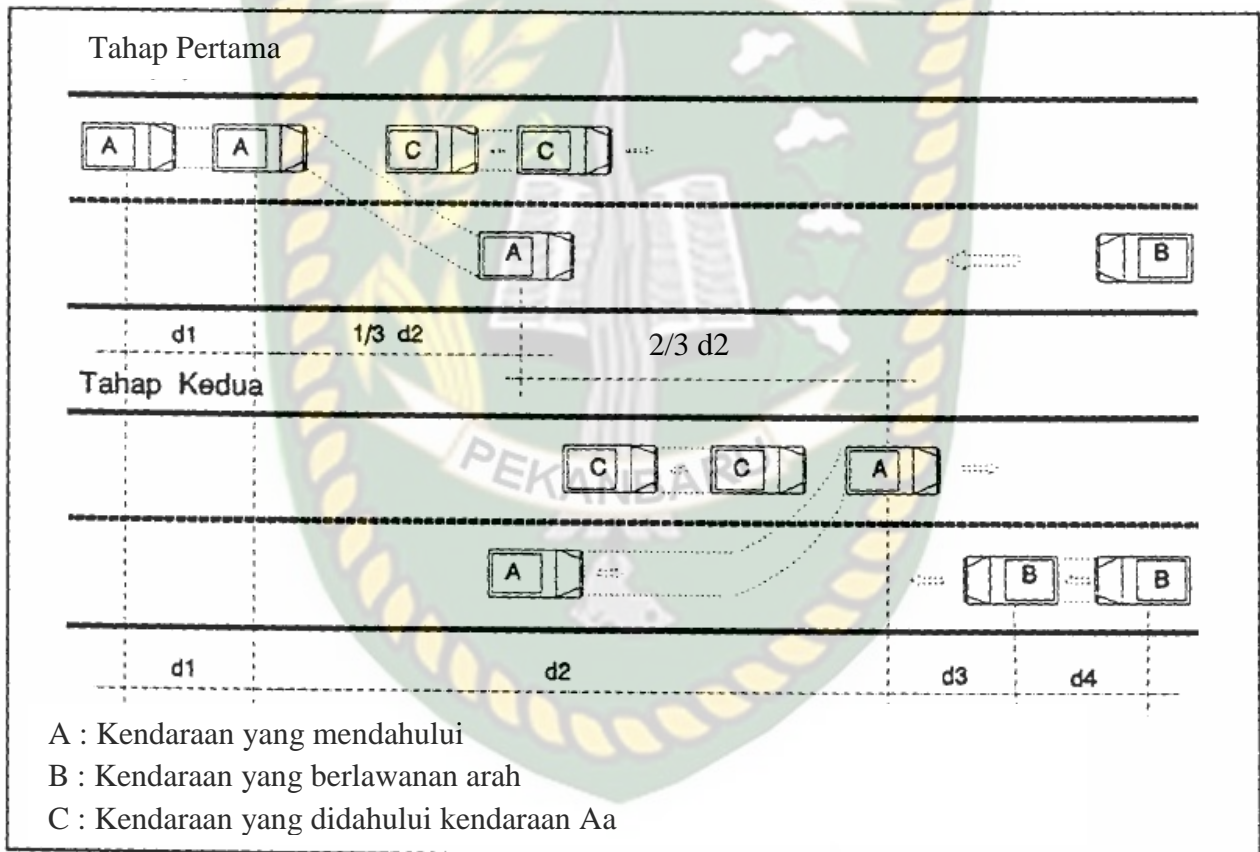 Tahap Pertama
A A C C
A B
d1 1/3 d2 2/3 d2
Tahap Kedua
C C A
A B B
d1 d2 d3 d4
PEKANBARU
A : Kendaraan yang mendahului
B : Kendaraan yang berlawanan arah
C : Kendaraan yang didahului kendaraan Aa